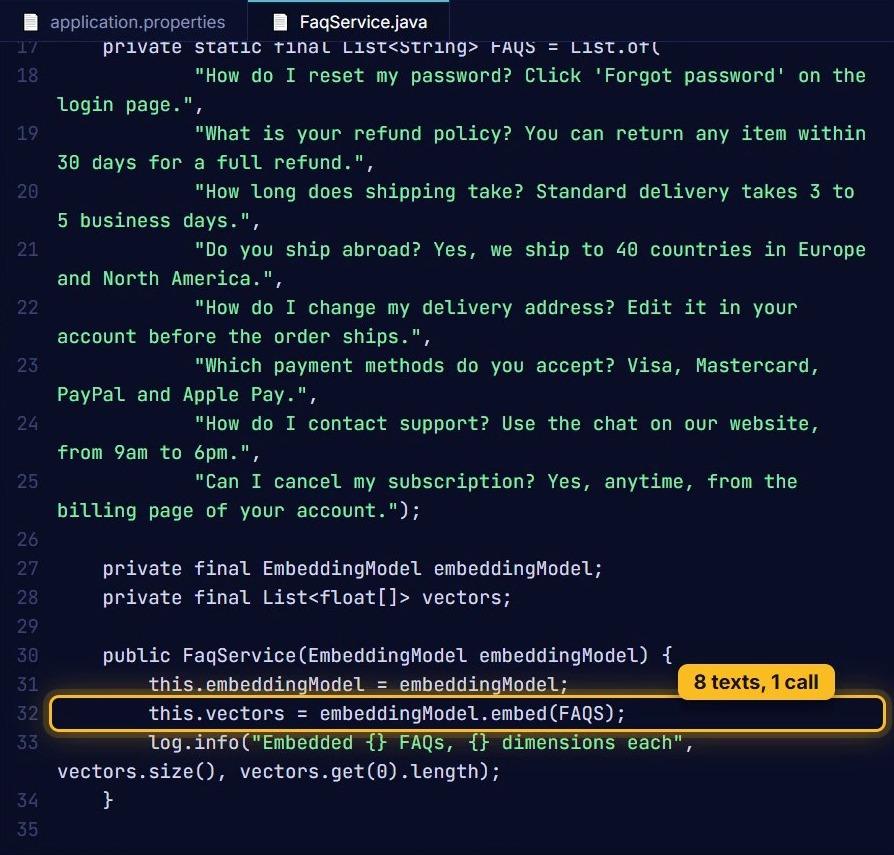 application.properties
FaqService.java
17 private static final List<String> FAQS = List.of(
18 "How do I reset my password? Click 'Forgot password' on the
login page.",
19 "What is your refund policy? You can return any item within
30 days for a full refund.",
20 "How long does shipping take? Standard delivery takes 3 to
5 business days.",
21 "Do you ship abroad? Yes, we ship to 40 countries in Europe
and North America.",
22 "How do I change my delivery address? Edit it in your
account before the order ships.",
23 "Which payment methods do you accept? Visa, Mastercard,
PayPal and Apple Pay.",
24 "How do I contact support? Use the chat on our website,
from 9am to 6pm.",
25 "Can I cancel my subscription? Yes, anytime, from the
billing page of your account.");
26
27 private final EmbeddingModel embeddingModel;
28 private final List<float[]> vectors;
29
30 public FaqService(EmbeddingModel embeddingModel) {
31 this.embeddingModel = embeddingModel;
8 texts, 1 call
32 this.vectors = embeddingModel.embed(FAQS);
33 log.info("Embedded {} FAQs, {} dimensions each",
vectors.size(), vectors.get(0).length);
34 }
35